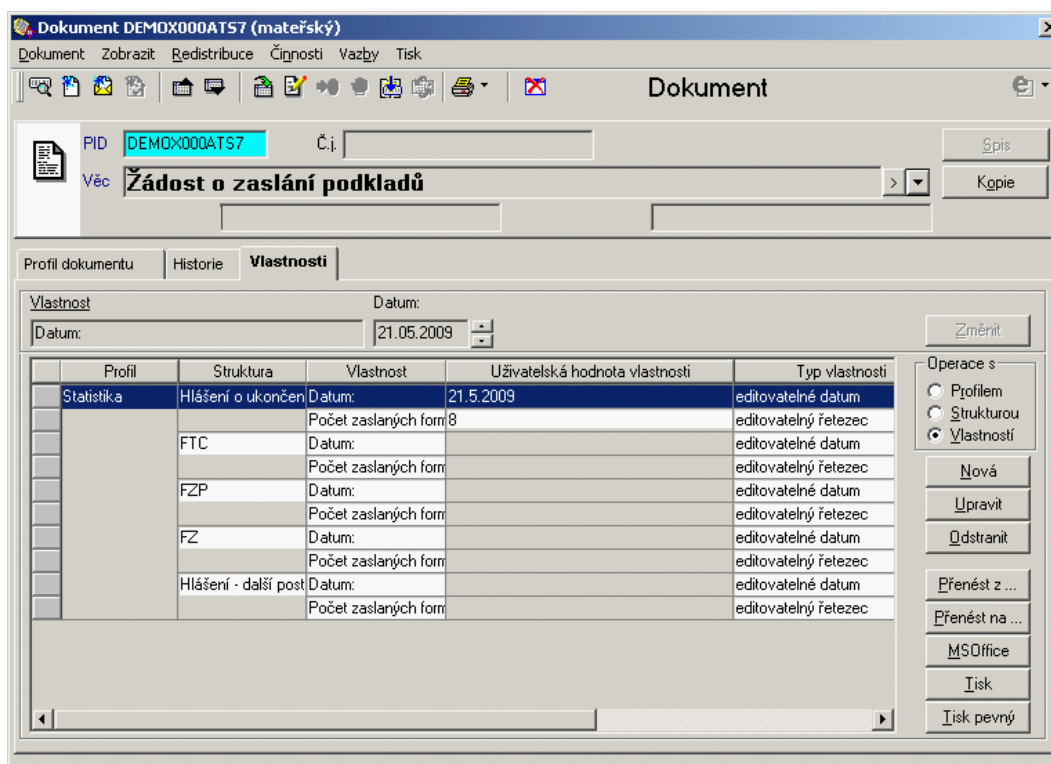 Dokument DEMOX000ATS7 (mateřský)
Dokument Zobrazit Redistribuce Činnosti Vazby Tisk
Dokument
PID DEMOX000ATS7 Č.j. Spis
Věc Žádost o zaslání podkladů > Kopie
Profil dokumentu Historie Vlastnosti
Vlastnost Datum:
Datum: 21.05.2009 Změnit
Profil Struktura Vlastnost Uživatelská hodnota vlastnosti Typ vlastnosti
Statistika Hlášení o ukončen Datum: 21.5.2009 editovatelné datum
Počet zaslaných form 8 editovatelný řetezec
FTC Datum: editovatelné datum
Počet zaslaných form editovatelný řetezec
FZP Datum: editovatelné datum
Počet zaslaných form editovatelný řetezec
FZ Datum: editovatelné datum
Počet zaslaných form editovatelný řetezec
Hlášení - další post Datum: editovatelné datum
Počet zaslaných form editovatelný řetezec
Operace s
Profilem
Strukturou
Vlastností
Nová
Upravit
Odstranit
Přenést z ...
Přenést na ...
MSOffice
Tisk
Tisk pevný